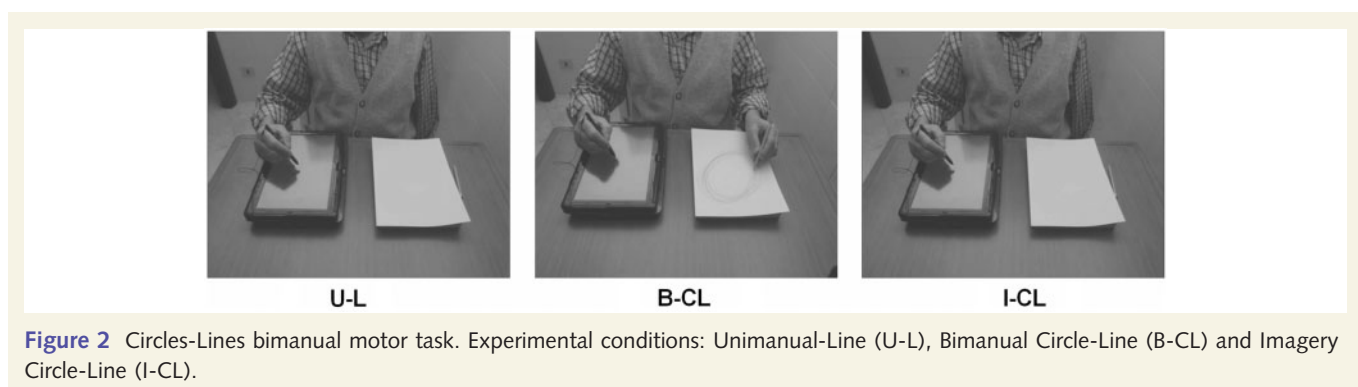 U-L
B-CL
I-CL
Figure 2 Circles-Lines bimanual motor task. Experimental conditions: Unimanual-Line (U-L), Bimanual Circle-Line (B-CL) and Imagery
Circle-Line (I-CL).